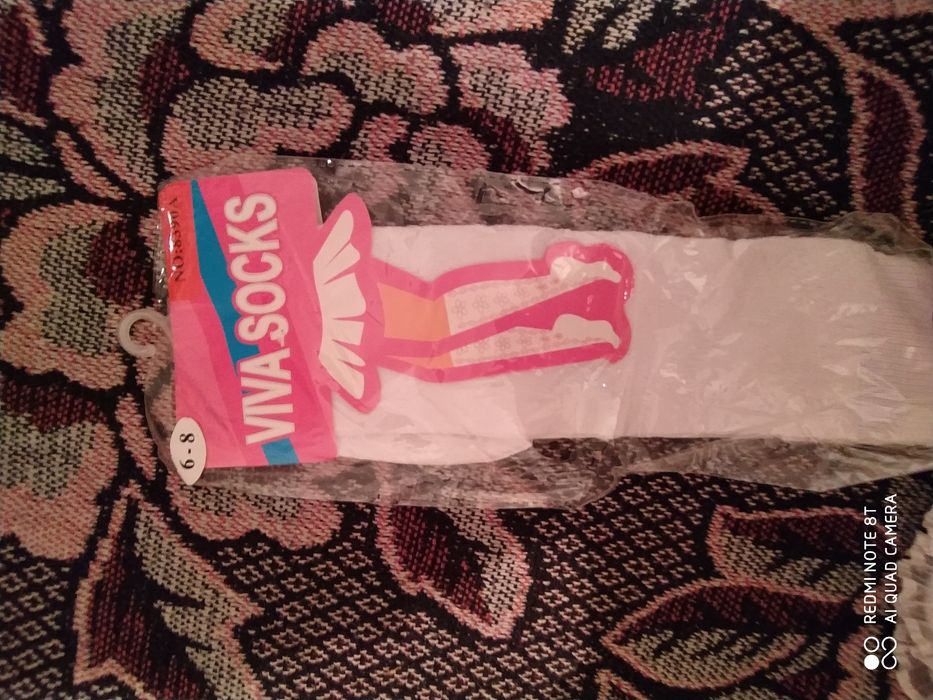 VIVA SOCKS
6-8
REDMI NOTE 8T
AI QUAD CAMERA